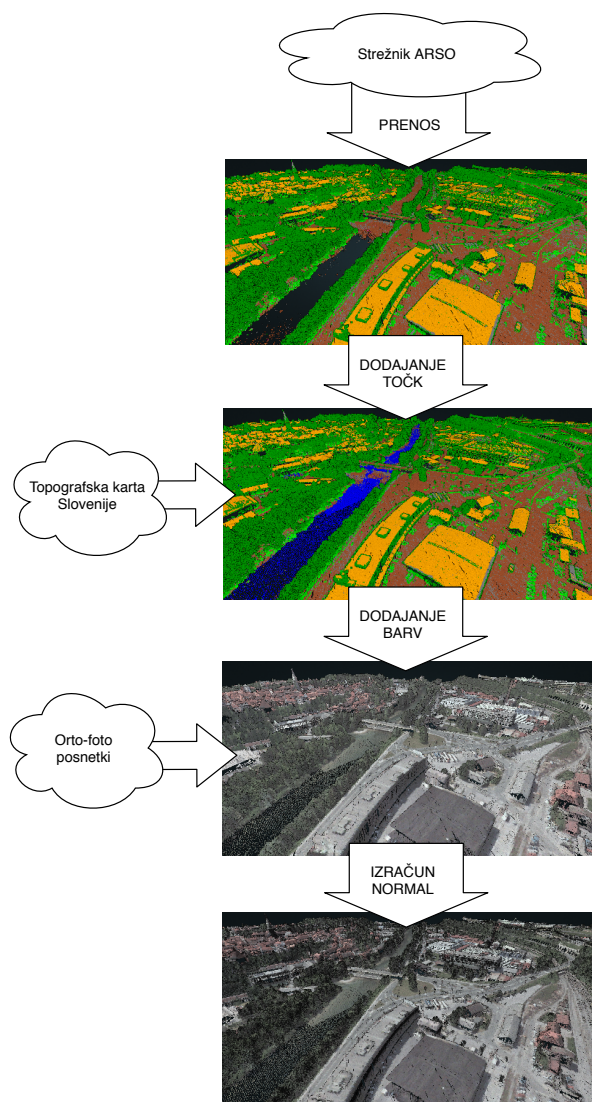 Strežnik ARSO
PRENOS
DODAJANJE
TOČK
Topografska karta
Slovenije
DODAJANJE
BARV
Orto-foto
posnetki
IZRAČUN
NORMAL